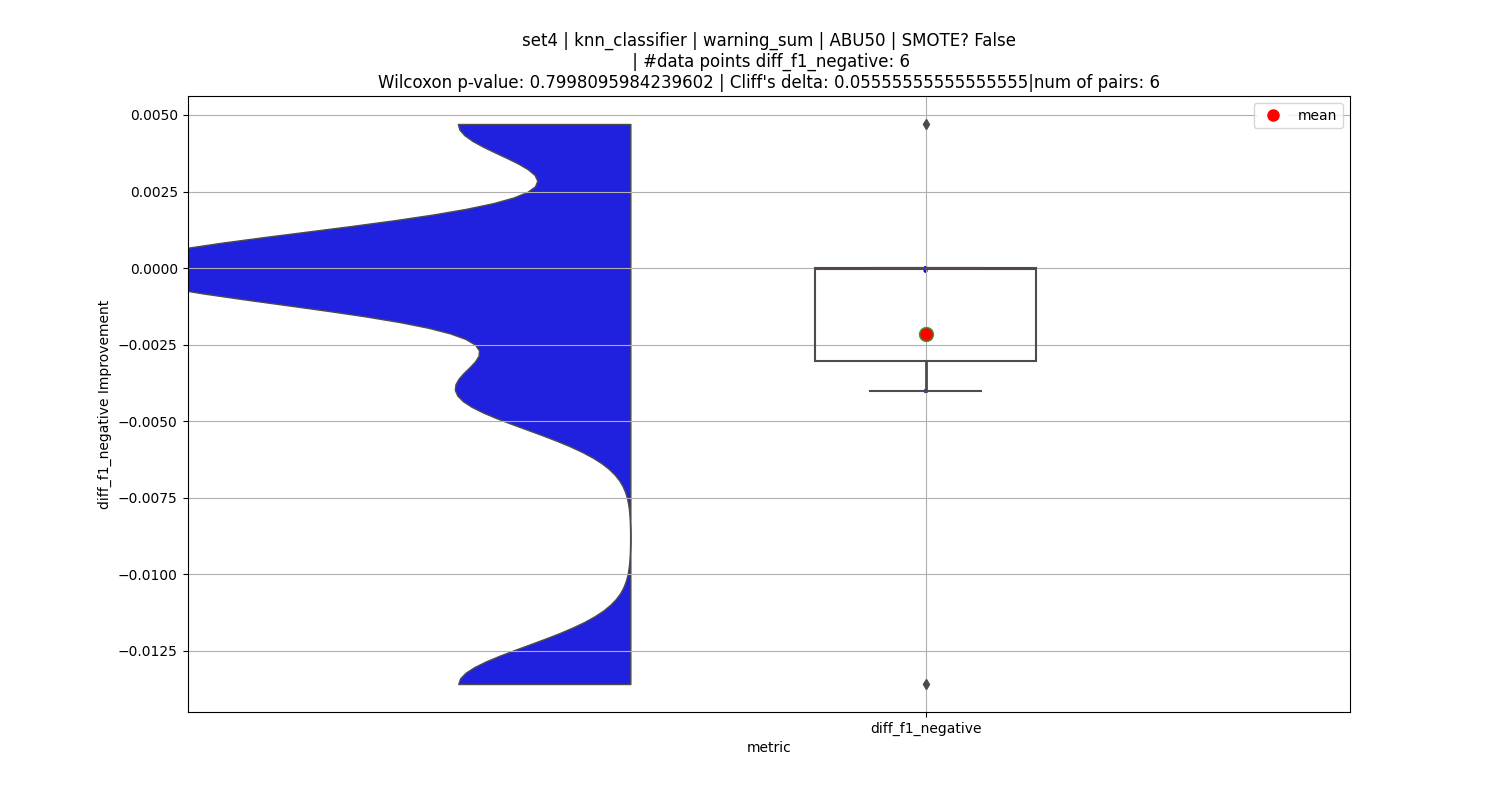 set4 | knn_classifier | warning_sum | ABU50 | SMOTE? False
| #data points diff_f1_negative: 6
Wilcoxon p-value: 0.7998095984239602 | Cliff's delta: 0.05555555555555555|num of pairs: 6
mean
0.0050
0.0025
0.0000
−0.0025
−0.0050
−0.0075
−0.0100
−0.0125
diff_f1_negative Improvement
diff_f1_negative
metric